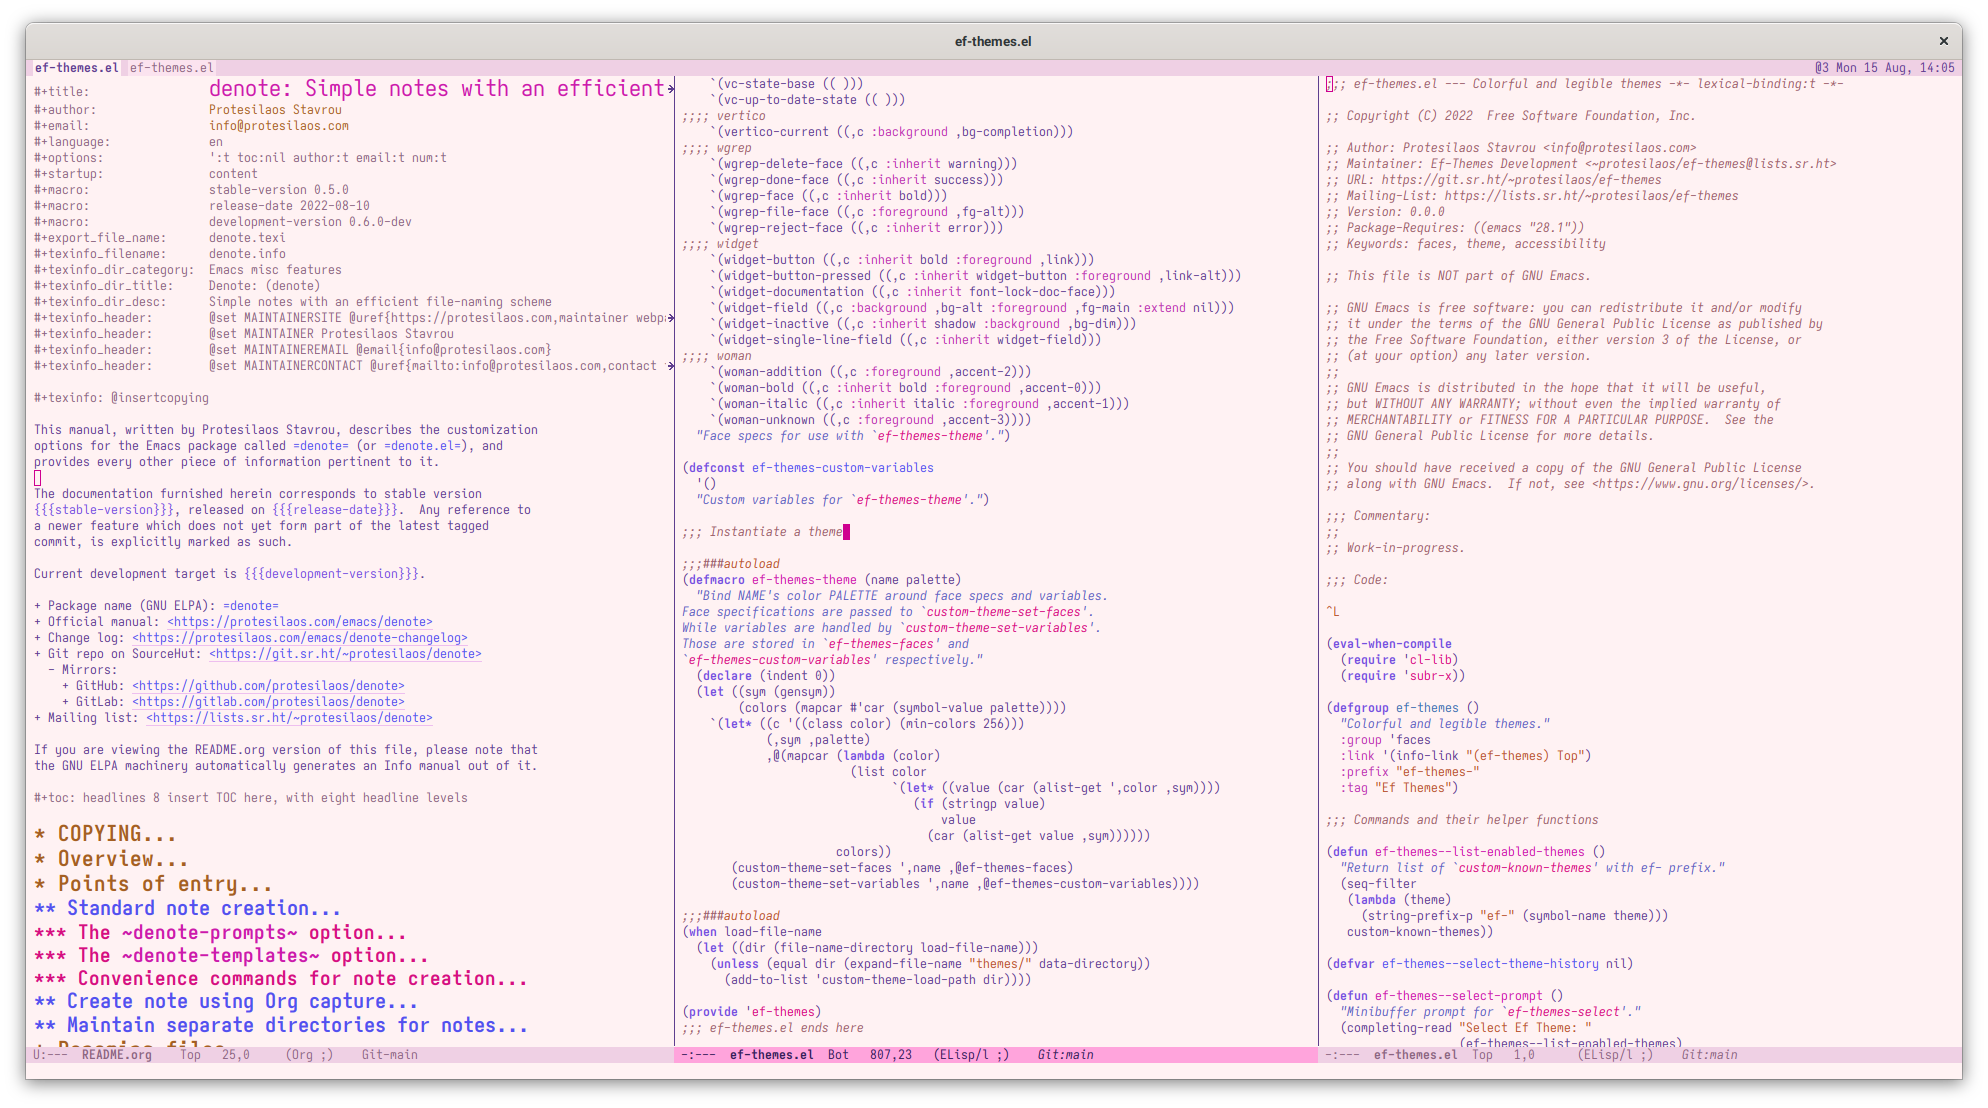 ef-themes.el
ef-themes.el ef-themes.el
@3 Mon 15 Aug, 14:05
#+title: denote: Simple notes with an efficient
#+author: Protesilaos Stavrou
#+email: info@protesilaos.com
#+language: en
#+options: ':t toc:nil author:t email:t num:t
#+startup: content
#+macro: stable-version 0.5.0
#+macro: release-date 2022-08-10
#+macro: development-version 0.6.0-dev
#+export_file_name: denote.texi
#+texinfo_filename: denote.info
#+texinfo_dir_category: Emacs misc features
#+texinfo_dir_title: Denote: (denote)
#+texinfo_dir_desc: Simple notes with an efficient file-naming scheme
#+texinfo_header: @set MAINTAINERSITE @uref{https://protesilaos.com,maintainer webp
#+texinfo_header: @set MAINTAINER Protesilaos Stavrou
#+texinfo_header: @set MAINTAINEREMAIL @email{info@protesilaos.com}
#+texinfo_header: @set MAINTAINERCONTACT @uref{mailto:info@protesilaos.com,contact
#+texinfo: @insertcopying
This manual, written by Protesilaos Stavrou, describes the customization
options for the Emacs package called =denote= (or =denote.el=), and
provides every other piece of information pertinent to it.
The documentation furnished herein corresponds to stable version
{{{stable-version}}}, released on {{{release-date}}}.  Any reference to
a newer feature which does not yet form part of the latest tagged
commit, is explicitly marked as such.
Current development target is {{{development-version}}}.
+ Package name (GNU ELPA): =denote=
+ Official manual: <https://protesilaos.com/emacs/denote>
+ Change log: <https://protesilaos.com/emacs/denote-changelog>
+ Git repo on SourceHut: <https://git.sr.ht/~protesilaos/denote>
  - Mirrors:
    + GitHub: <https://github.com/protesilaos/denote>
    + GitLab: <https://gitlab.com/protesilaos/denote>
+ Mailing list: <https://lists.sr.ht/~protesilaos/denote>
If you are viewing the README.org version of this file, please note that
the GNU ELPA machinery automatically generates an Info manual out of it.
#+toc: headlines 8 insert TOC here, with eight headline levels
* COPYING...
* Overview...
* Points of entry...
** Standard note creation...
*** The ~denote-prompts~ option...
*** The ~denote-templates~ option...
*** Convenience commands for note creation...
** Create note using Org capture...
** Maintain separate directories for notes...
U:---  README.org    Top   25,0     (Org ;)    Git-main
`(vc-state-base (( )))
`(vc-up-to-date-state (( )))
;;;; vertico
`(vertico-current ((,c :background ,bg-completion)))
;;;; wgrep
`(wgrep-delete-face ((,c :inherit warning)))
`(wgrep-done-face ((,c :inherit success)))
`(wgrep-face ((,c :inherit bold)))
`(wgrep-file-face ((,c :foreground ,fg-alt)))
`(wgrep-reject-face ((,c :inherit error)))
;;;; widget
`(widget-button ((,c :inherit bold :foreground ,link)))
`(widget-button-pressed ((,c :inherit widget-button :foreground ,link-alt)))
`(widget-documentation ((,c :inherit font-lock-doc-face)))
`(widget-field ((,c :background ,bg-alt :foreground ,fg-main :extend nil)))
`(widget-inactive ((,c :inherit shadow :background ,bg-dim)))
`(widget-single-line-field ((,c :inherit widget-field)))
;;;; woman
`(woman-addition ((,c :foreground ,accent-2)))
`(woman-bold ((,c :inherit bold :foreground ,accent-0)))
`(woman-italic ((,c :inherit italic :foreground ,accent-1)))
`(woman-unknown ((,c :foreground ,accent-3))))
"Face specs for use with `ef-themes-theme'.")
(defconst ef-themes-custom-variables
'()
"Custom variables for `ef-themes-theme'.")
;;; Instantiate a theme
;;;###autoload
(defmacro ef-themes-theme (name palette)
"Bind NAME's color PALETTE around face specs and variables.
Face specifications are passed to `custom-theme-set-faces'.
While variables are handled by `custom-theme-set-variables'.
Those are stored in `ef-themes-faces' and
`ef-themes-custom-variables' respectively."
(declare (indent 0))
(let ((sym (gensym))
(colors (mapcar #'car (symbol-value palette))))
`(let* ((c '((class color) (min-colors 256)))
(,sym ,palette)
,@(mapcar (lambda (color)
(list color
`(let* ((value (car (alist-get ',color ,sym))))
(if (stringp value)
value
(car (alist-get value ,sym))))))
colors))
(custom-theme-set-faces ',name ,@ef-themes-faces)
(custom-theme-set-variables ',name ,@ef-themes-custom-variables))))
;;;###autoload
(when load-file-name
(let ((dir (file-name-directory load-file-name)))
(unless (equal dir (expand-file-name "themes/" data-directory))
(add-to-list 'custom-theme-load-path dir))))
(provide 'ef-themes)
;;; ef-themes.el ends here
-:---  ef-themes.el  Bot   807,23   (ELisp/l ;)    Git:main
;;; ef-themes.el --- Colorful and legible themes -*- lexical-binding:t -*-
;; Copyright (C) 2022  Free Software Foundation, Inc.
;; Author: Protesilaos Stavrou <info@protesilaos.com>
;; Maintainer: Ef-Themes Development <~protesilaos/ef-themes@lists.sr.ht>
;; URL: https://git.sr.ht/~protesilaos/ef-themes
;; Mailing-List: https://lists.sr.ht/~protesilaos/ef-themes
;; Version: 0.0.0
;; Package-Requires: ((emacs "28.1"))
;; Keywords: faces, theme, accessibility
;; This file is NOT part of GNU Emacs.
;; GNU Emacs is free software: you can redistribute it and/or modify
;; it under the terms of the GNU General Public License as published by
;; the Free Software Foundation, either version 3 of the License, or
;; (at your option) any later version.
;;
;; GNU Emacs is distributed in the hope that it will be useful,
;; but WITHOUT ANY WARRANTY; without even the implied warranty of
;; MERCHANTABILITY or FITNESS FOR A PARTICULAR PURPOSE.  See the
;; GNU General Public License for more details.
;;
;; You should have received a copy of the GNU General Public License
;; along with GNU Emacs.  If not, see <https://www.gnu.org/licenses/>.
;;; Commentary:
;;
;; Work-in-progress.
;;; Code:
^L
(eval-when-compile
(require 'cl-lib)
(require 'subr-x))
(defgroup ef-themes ()
"Colorful and legible themes."
:group 'faces
:link '(info-link "(ef-themes) Top")
:prefix "ef-themes-"
:tag "Ef Themes")
;;; Commands and their helper functions
(defun ef-themes--list-enabled-themes ()
"Return list of `custom-known-themes' with ef- prefix."
(seq-filter
(lambda (theme)
(string-prefix-p "ef-" (symbol-name theme)))
custom-known-themes))
(defvar ef-themes--select-theme-history nil)
(defun ef-themes--select-prompt ()
"Minibuffer prompt for `ef-themes-select'."
(completing-read "Select Ef Theme: "
(ef-themes--list-enabled-themes)
-:---  ef-themes.el  Top   1,0      (ELisp/l ;)    Git:main